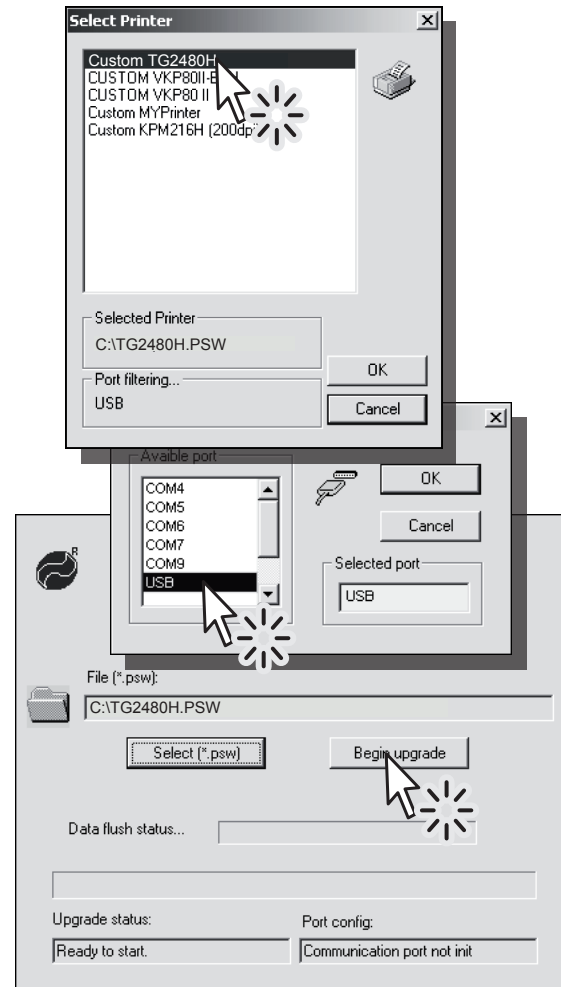 Select Printer
Custom TG2480H
CUSTOM VKP80II-E
CUSTOM VKP80 II
Custom MYPrinter
Custom KPM216H (200dpi
Selected Printer
C:\TG2480H.PSW
Port filtering...
USB
OK
Cancel
Avaible port
COM4
COM5
COM6
COM7
COM9
USB
OK
Cancel
Selected port
USB
R
File (*.psw):
C:\TG2480H.PSW
Select (*.psw)
Begin upgrade
Data flush status...
Upgrade status:
Port config:
Ready to start.
Communication port not init